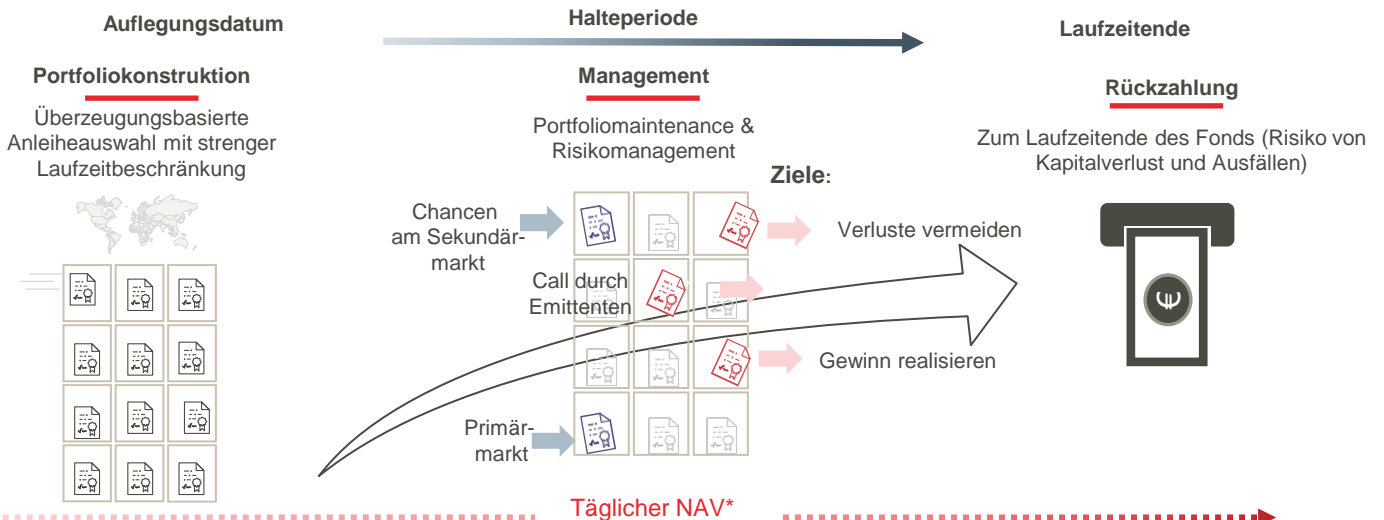 Auflegungsdatum
Halteperiode
Laufzeitende
Portfoliokonstruktion
Überzeugungsbasierte
Anleiheauswahl mit strenger
Laufzeitbeschränkung
Management
Portfoliomaintenance &
Risikomanagement
Rückzahlung
Zum Laufzeitende des Fonds (Risiko von
Kapitalverlust und Ausfällen)
Ziele:
Chancen
am Sekundär-
markt
Verluste vermeiden
Call durch
Emittenten
Gewinn realisieren
Primär-
markt
Täglicher NAV*